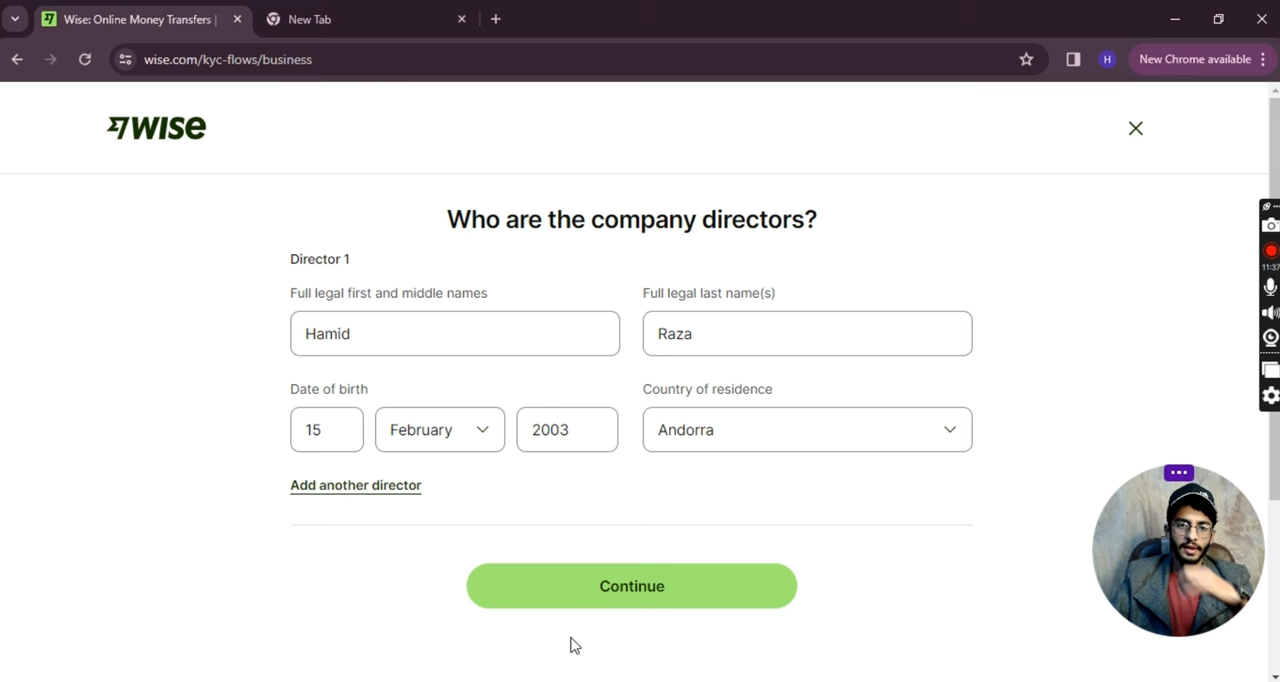 Wise: Online Money Transfers |
New Tab
wise.com/kyc-flows/business
H
New Chrome available
WISE
Who are the company directors?
Director 1
Full legal first and middle names
Full legal last name(s)
Hamid
Raza
Date of birth
Country of residence
15
February
2003
Andorra
Add another director
Continue
11:37